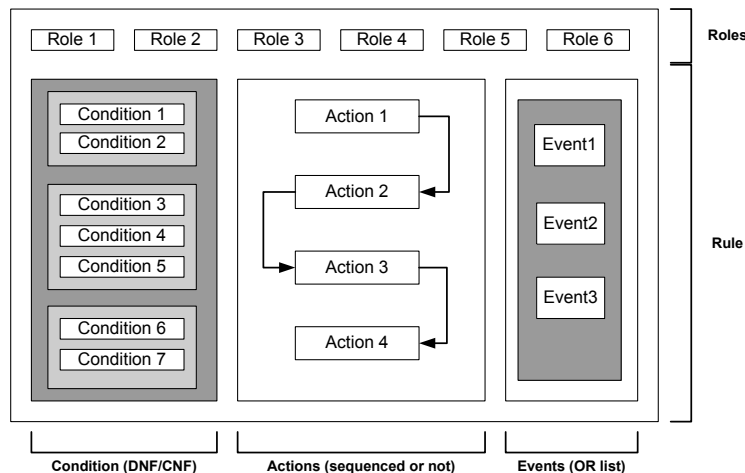 Role 1
Role 2
Role 3
Role 4
Role 5
Role 6
Roles
Condition 1
Condition 2
Condition 3
Condition 4
Condition 5
Condition 6
Condition 7
Action 1
Action 2
Action 3
Action 4
Event1
Event2
Event3
Rule
Condition (DNF/CNF)
Actions (sequenced or not)
Events (OR list)